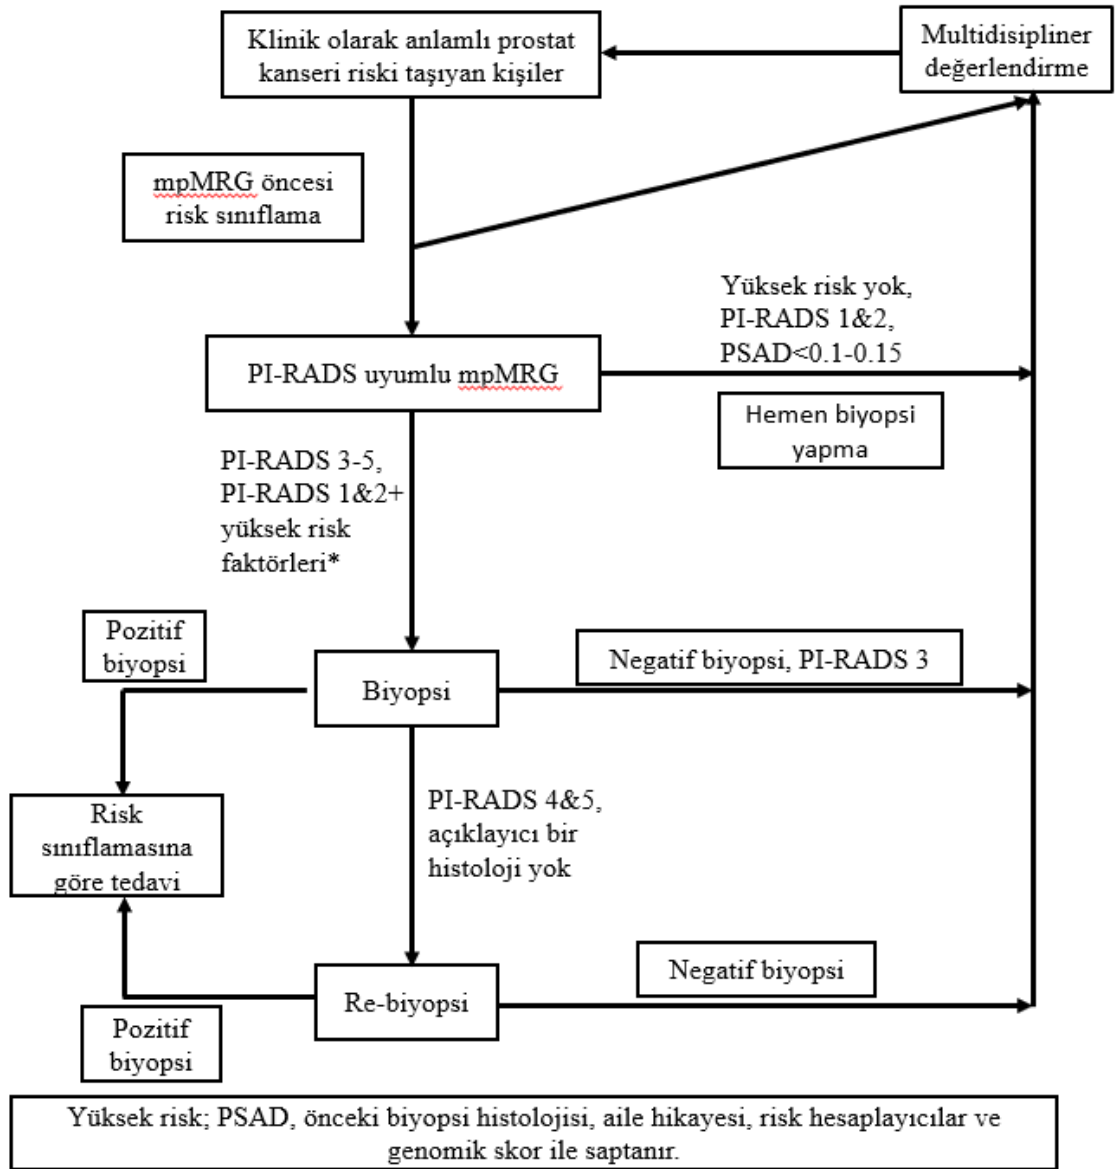 Klinik olarak anlamlı prostat
kanseri riski taşıyan kişiler
Multidisipliner
değerlendirme
mpMRG öncesi
risk sınıflama
Yüksek risk yok,
PI-RADS 1&2,
PSAD<0.1-0.15
PI-RADS uyumlu mpMRG
Hemen biyopsi
yapma
PI-RADS 3-5,
PI-RADS 1&2+
yüksek risk
faktörleri*
Pozitif
biyopsi
Biyopsi
Negatif biyopsi, PI-RADS 3
Risk
sınıflamasına
göre tedavi
PI-RADS 4&5,
açıklayıcı bir
histoloji yok
Re-biyopsi
Negatif biyopsi
Pozitif
biyopsi
Yüksek risk; PSAD, önceki biyopsi histolojisi, aile hikayesi, risk hesaplayıcılar ve
genomik skor ile saptanır.